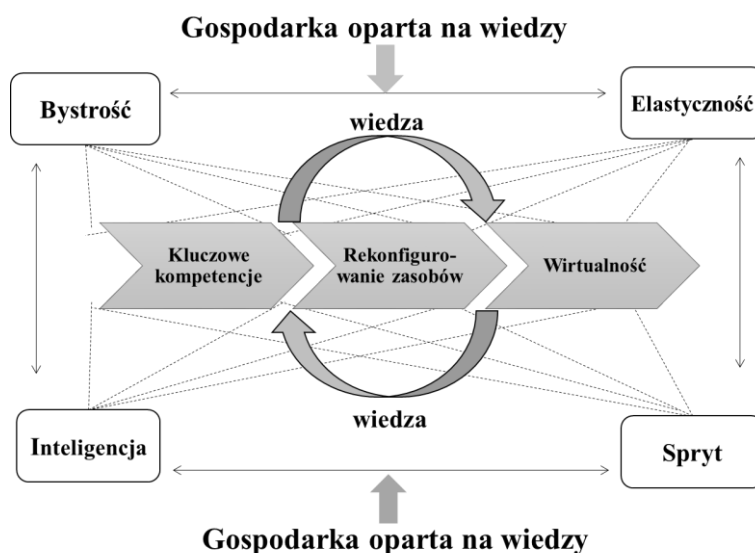 Gospodarka oparta na wiedzy
Bystrość
Elastyczność
wiedza
Kluczowe
kompetencje
Rekonfiguro-
wanie zasobów
Wirtualność
wiedza
Inteligencja
Spryt
Gospodarka oparta na wiedzy